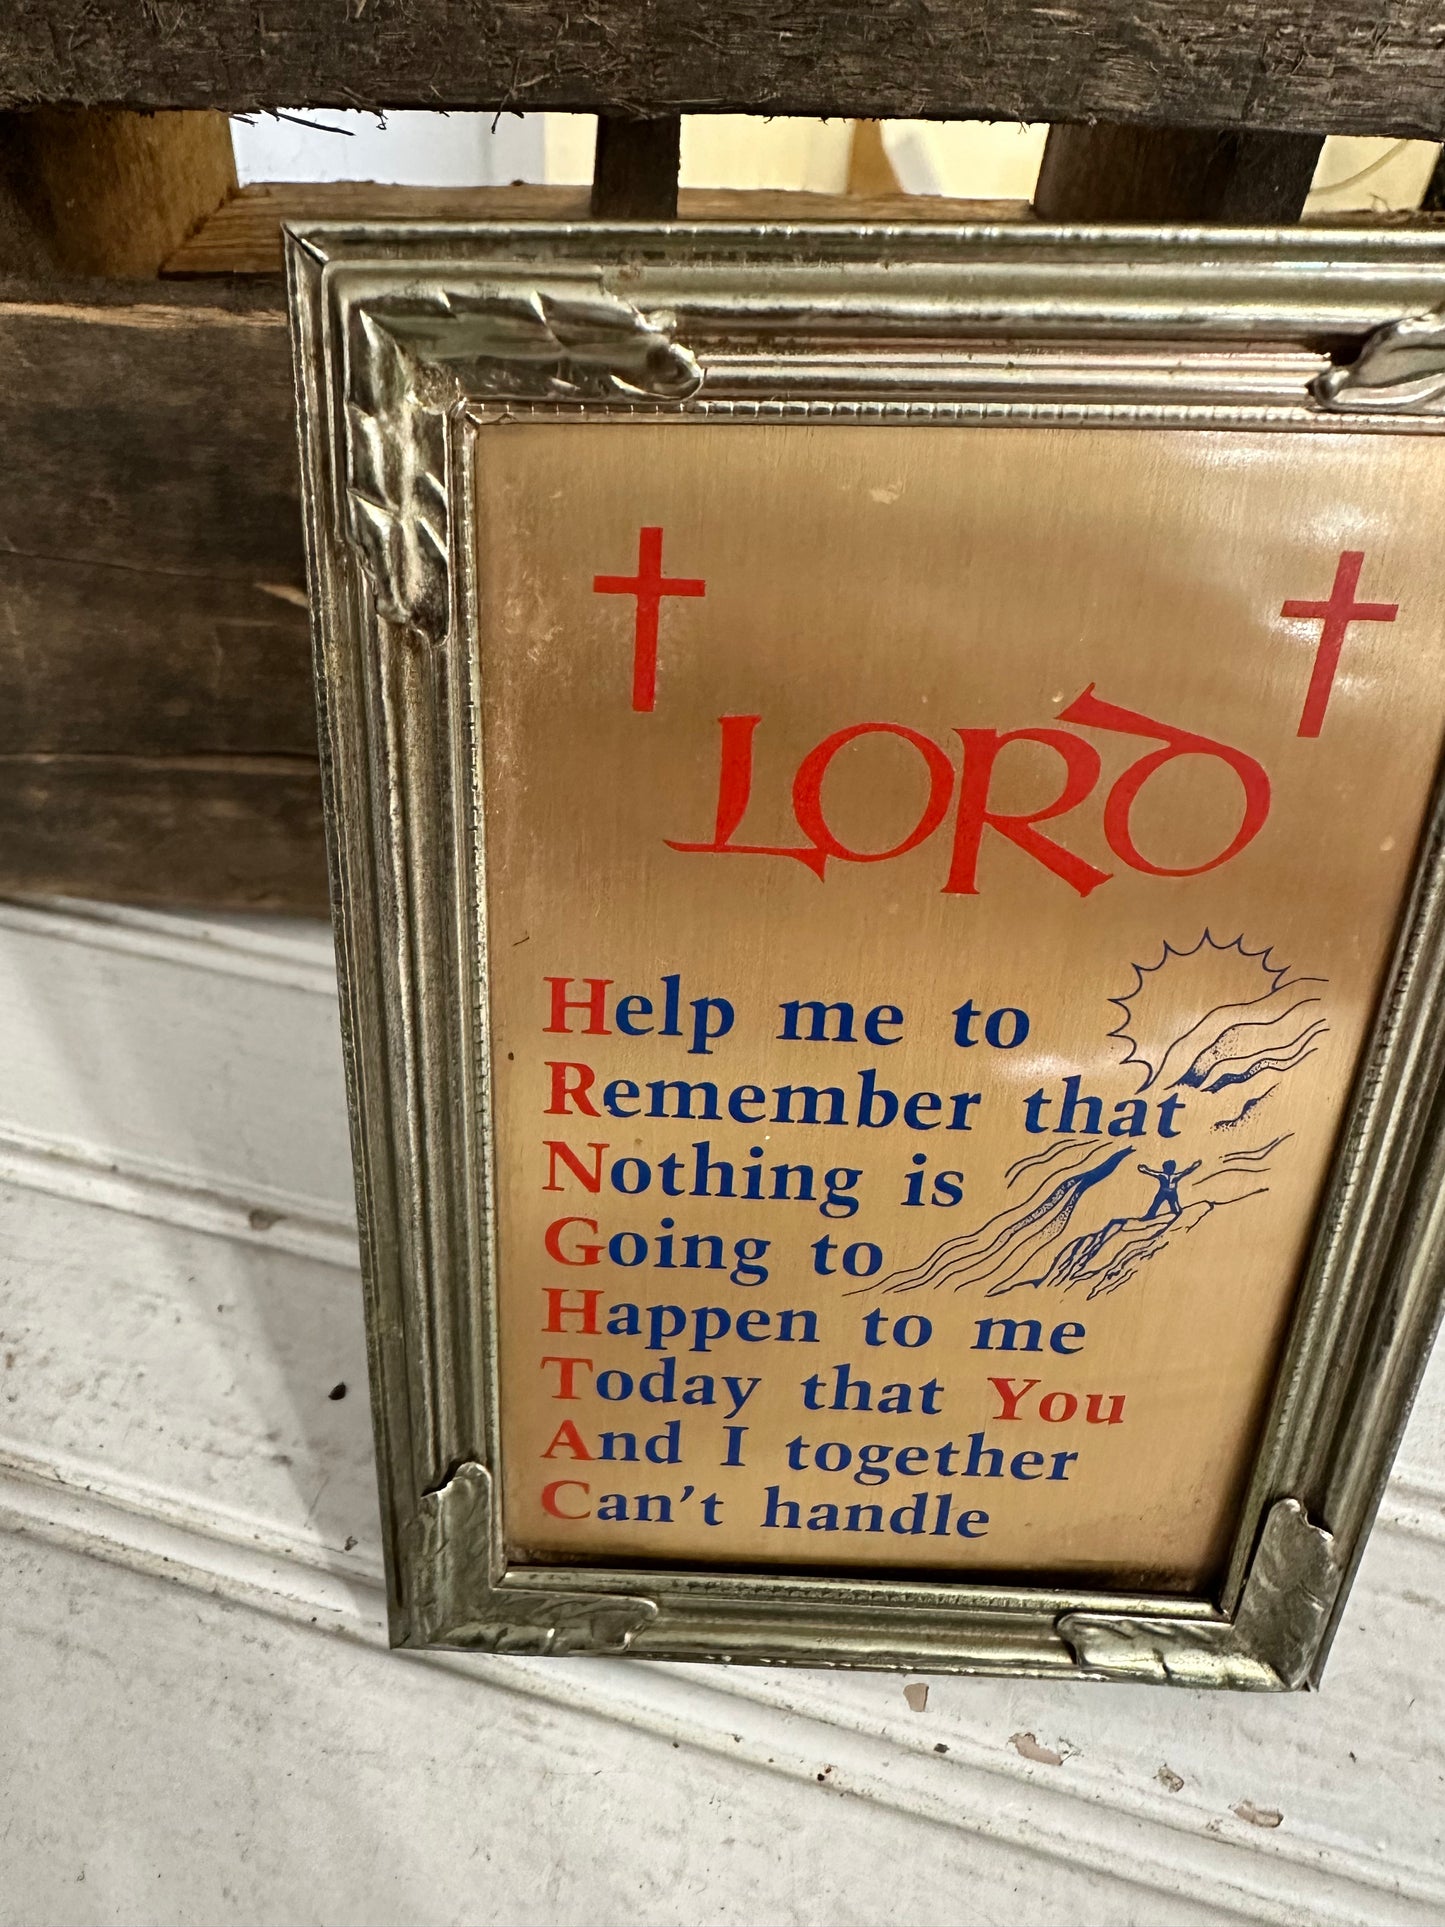 LORD
Help me to
Remember that
Nothing is
Going to
Happen to me
Today that You
And I together
Can't handle